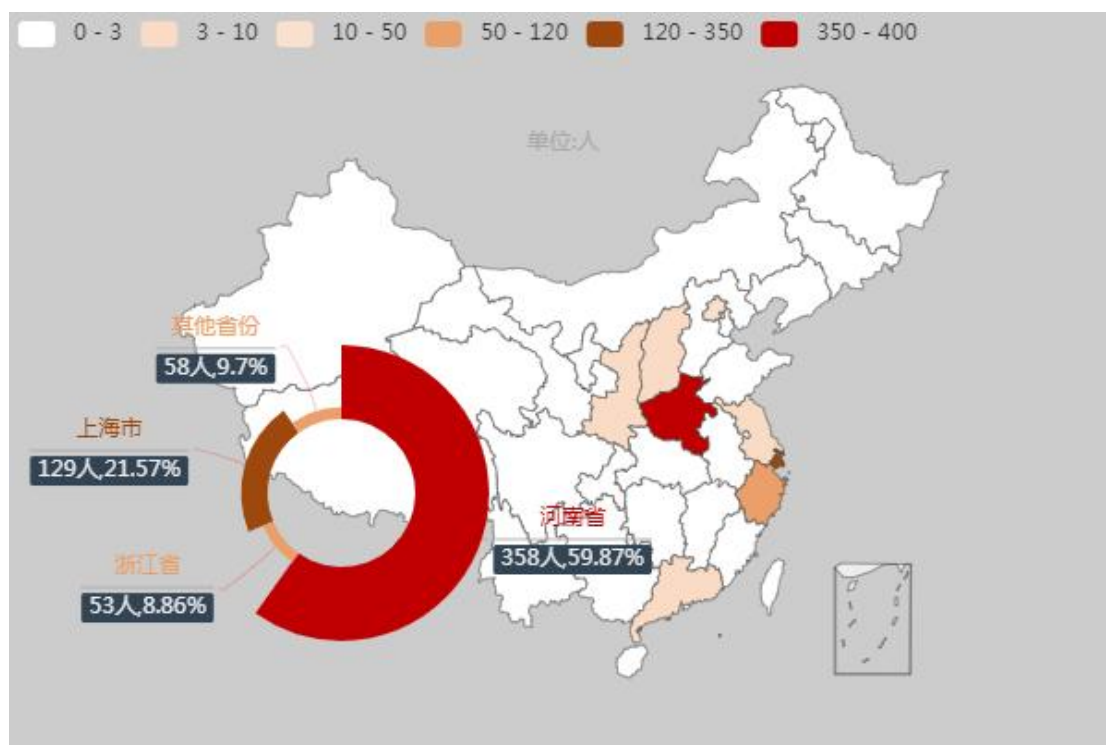 0 - 3 3 - 10 10 - 50 50 - 120 120 - 350 350 - 400
单位:人
其他省份
58人,9.7%
上海市
129人,21.57%
河南省
358人,59.87%
浙江省
53人,8.86%